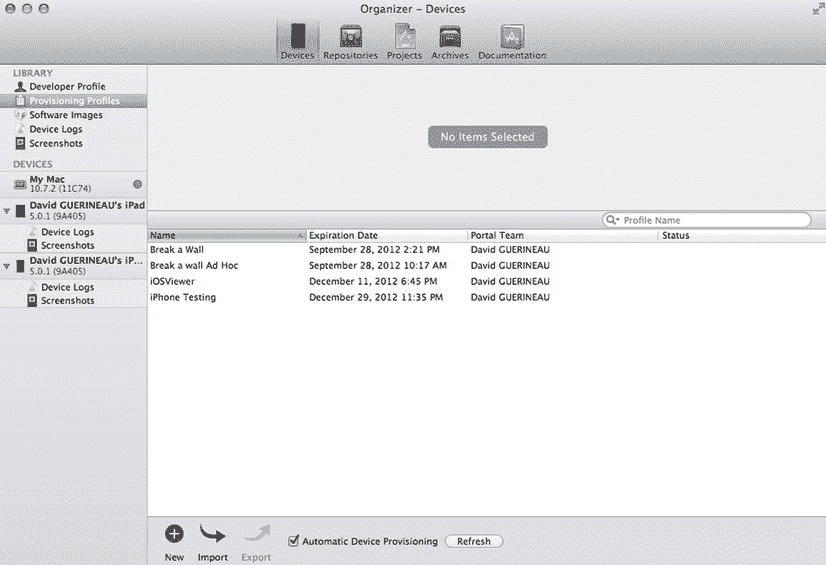 Organizer – Devices
Devices Repositories Projects Archives Documentation
LIBRARY
Developer Profile
Provisioning Profiles
Software Images
Device Logs
Screenshots
DEVICES
My Mac
10.7.2 (11C74)
David GUERINEAU's iPad
5.0.1 (9A405)
Device Logs
Screenshots
David GUERINEAU's iP...
5.0.1 (9A405)
Device Logs
Screenshots
No Items Selected
Profile Name
Name Expiration Date Portal Team Status
Break a Wall September 28, 2012 2:21 PM David GUERINEAU
Break a wall Ad Hoc September 28, 2012 10:17 AM David GUERINEAU
iOSViewer December 11, 2012 6:45 PM David GUERINEAU
iPhone Testing December 29, 2012 11:35 PM David GUERINEAU
New Import Export
Automatic Device Provisioning Refresh